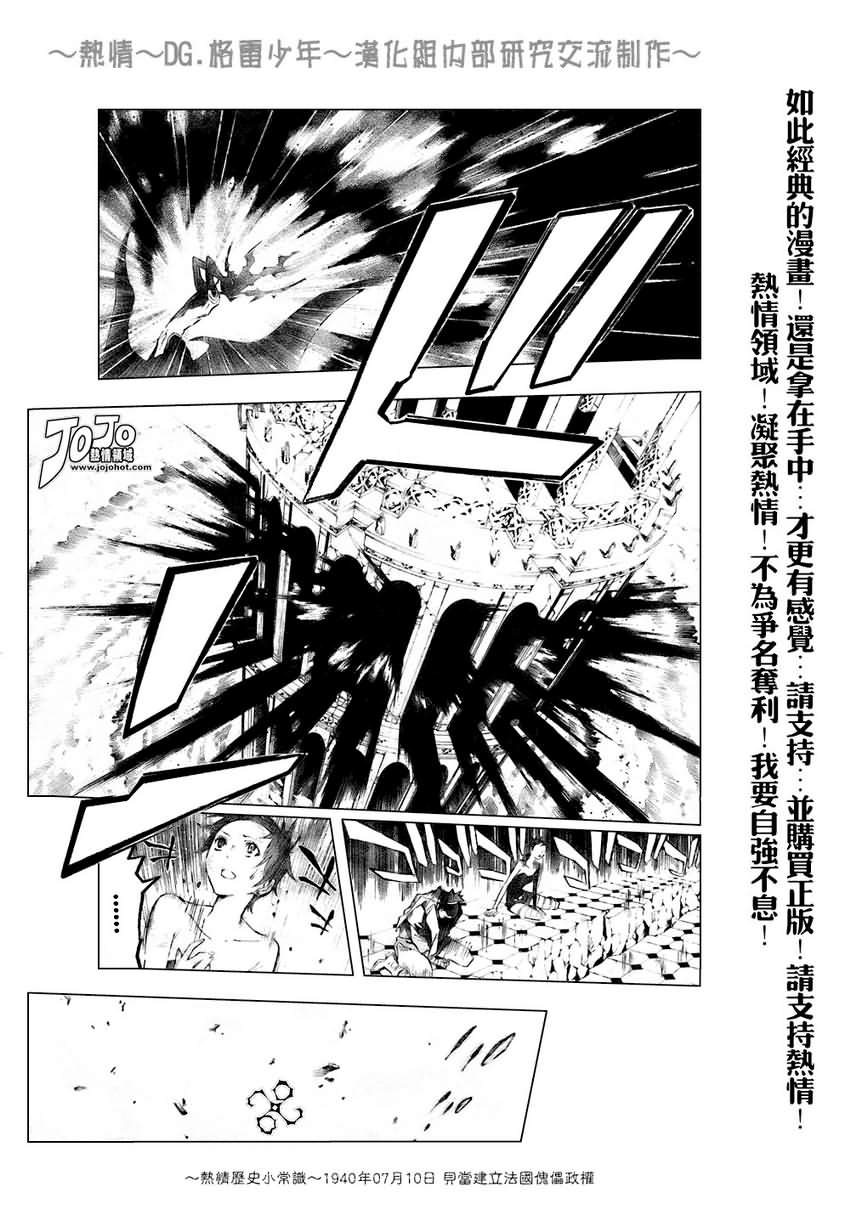 ～熱情～DG.格雷少年～漢化組內部研究交流制作～
如此經典的漫畫！還是拿在手中…才更有感覺…請支持…並購買正版！請支持熱情！
熱情領域！凝聚熱情！不為爭名奪利！我要自強不息！
ドドン
JOJO
熱情領域
www.jojohot.com
……
～熱情歷史小常識～1940年07月10日 貝當建立法國傀儡政權